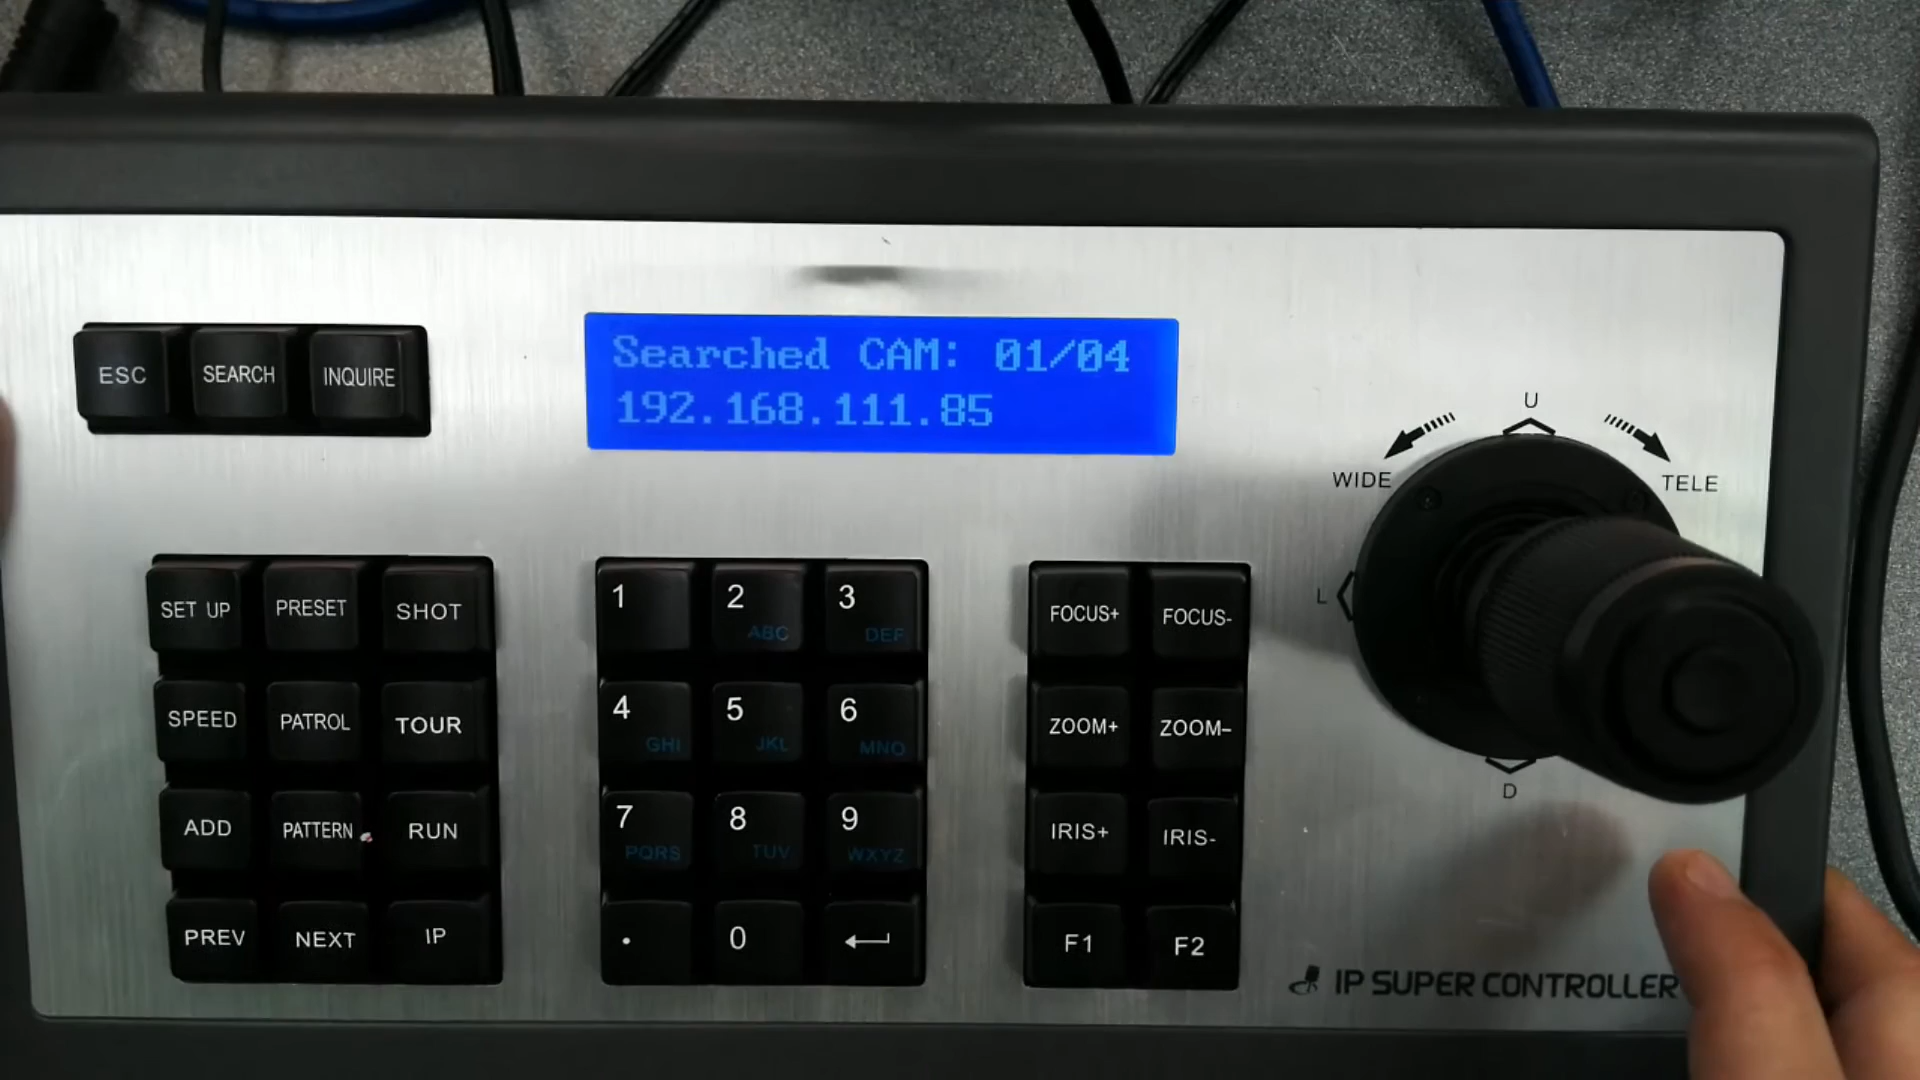 Searched CAM: 01/04
192.168.111.85
ESC SEARCH INQUIRE
U
WIDE TELE
L
D
SET UP PRESET SHOT
SPEED PATROL TOUR
ADD PATTERN RUN
PREV NEXT IP
1 2 ABC 3 DEF
4 GHI 5 JKL 6 MNO
7 PQRS 8 TUV 9 WXYZ
. 0
FOCUS+ FOCUS-
ZOOM+ ZOOM-
IRIS+ IRIS-
F1 F2
IP SUPER CONTROLLER